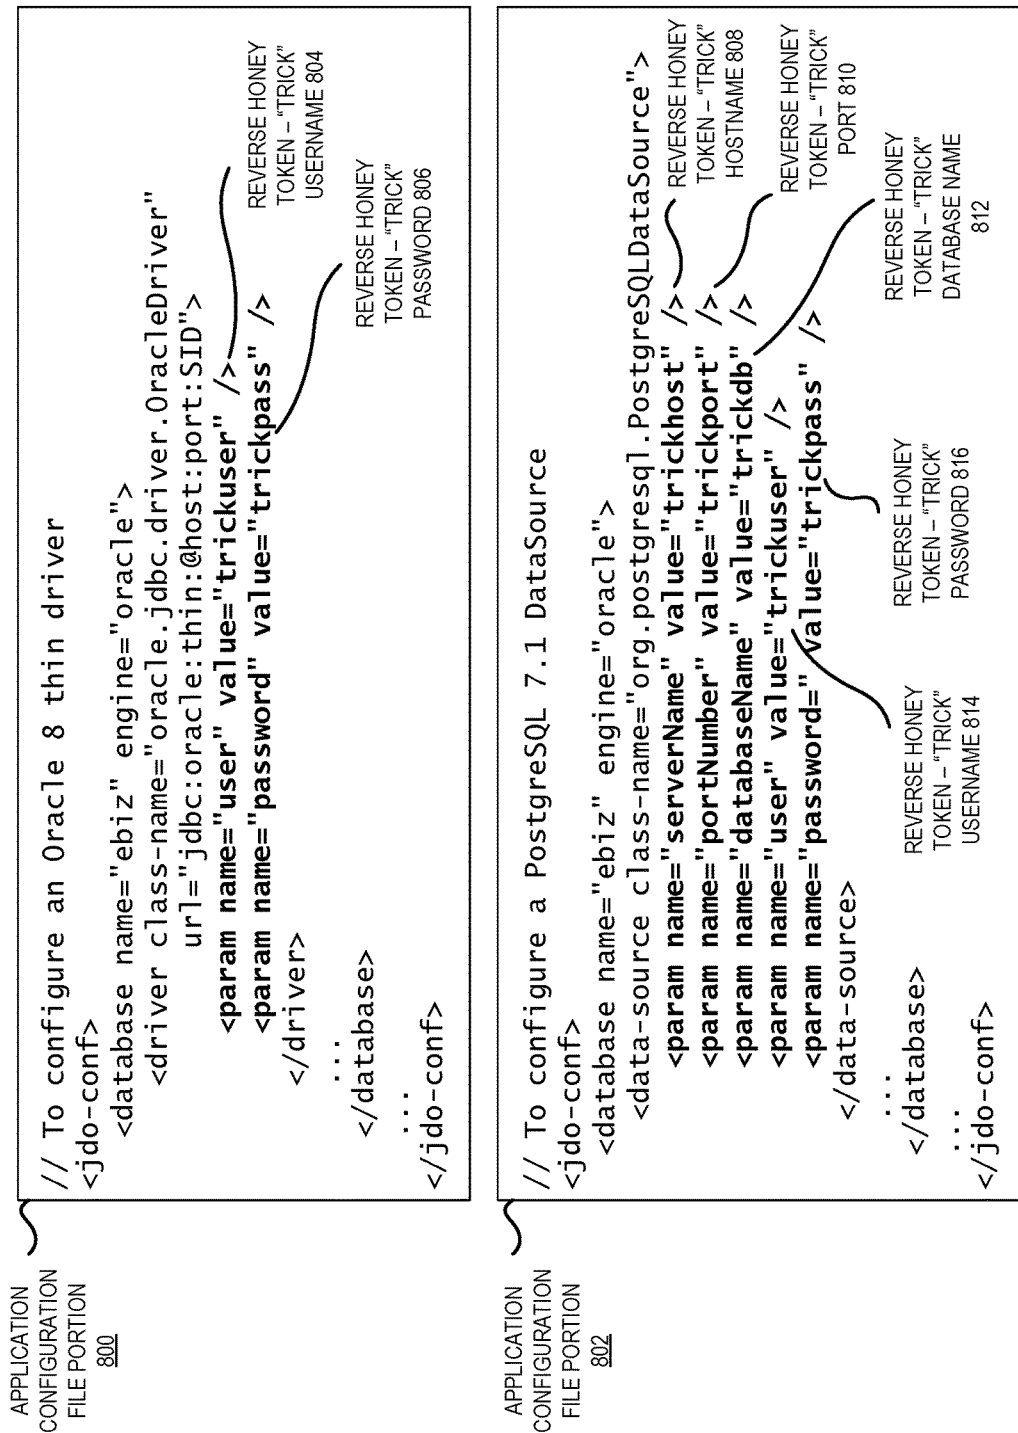 APPLICATION
CONFIGURATION
FILE PORTION
800
// To configure an Oracle 8 thin driver
<jdo-conf>
<database name="ebiz" engine="oracle">
<driver class-name="oracle.jdbc.driver.OracleDriver"
url="jdbc:oracle:thin:@host:port:SID">
<param name="user" value="trickuser" />
<param name="password" value="trickpass" />
</driver>
...
</database>
...
</jdo-conf>
REVERSE HONEY
TOKEN – “TRICK”
USERNAME 804
REVERSE HONEY
TOKEN – “TRICK”
PASSWORD 806
APPLICATION
CONFIGURATION
FILE PORTION
802
// To configure a PostgreSQL 7.1 DataSource
<jdo-conf>
<database name="ebiz" engine="oracle">
<data-source class-name="org.postgresql.PostgreSQLDataSource">
<param name="serverName" value="trickhost" />
<param name="portNumber" value="trickport" />
<param name="databaseName" value="trickdb" />
<param name="user" value="trickuser" />
<param name="password=" value="trickpass" />
</data-source>
...
</database>
...
</jdo-conf>
REVERSE HONEY
TOKEN – “TRICK”
HOSTNAME 808
REVERSE HONEY
TOKEN – “TRICK”
PORT 810
REVERSE HONEY
TOKEN – “TRICK”
DATABASE NAME
812
REVERSE HONEY
TOKEN – “TRICK”
USERNAME 814
REVERSE HONEY
TOKEN – “TRICK”
PASSWORD 816